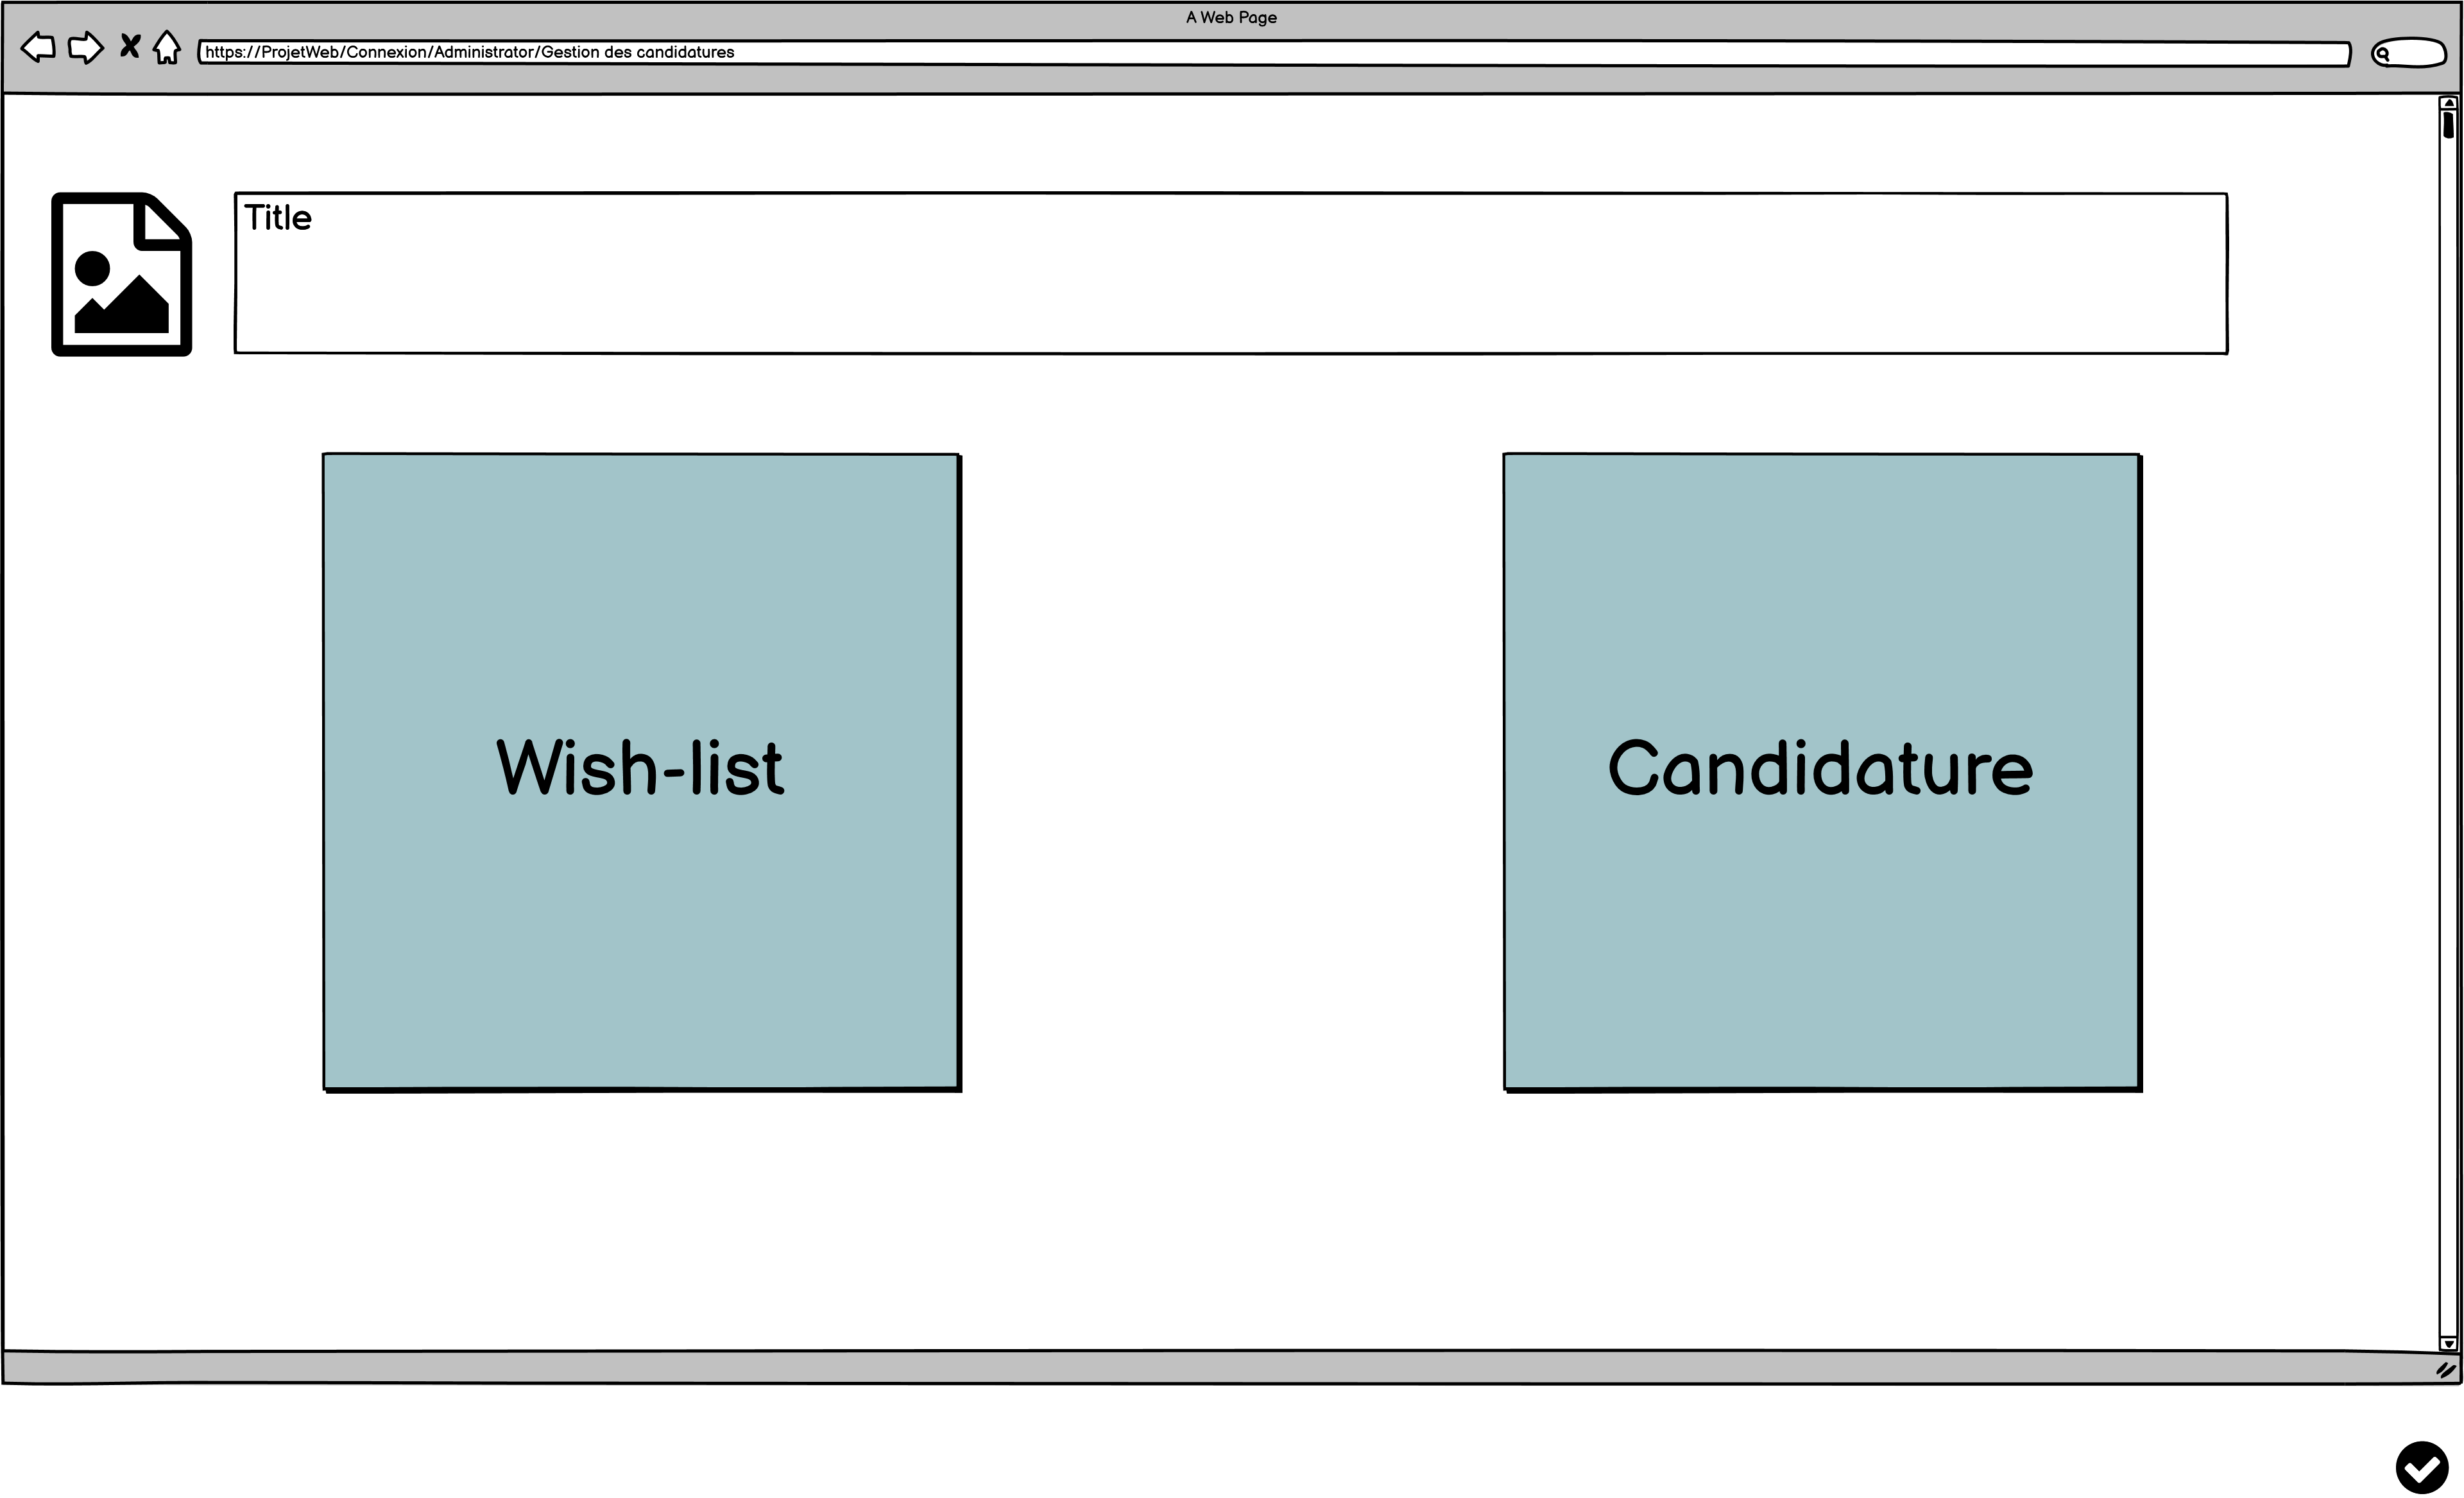 A Web Page
https://ProjetWeb/Connexion/Administrator/Gestion des candidatures
Title
Wish-list
Candidature